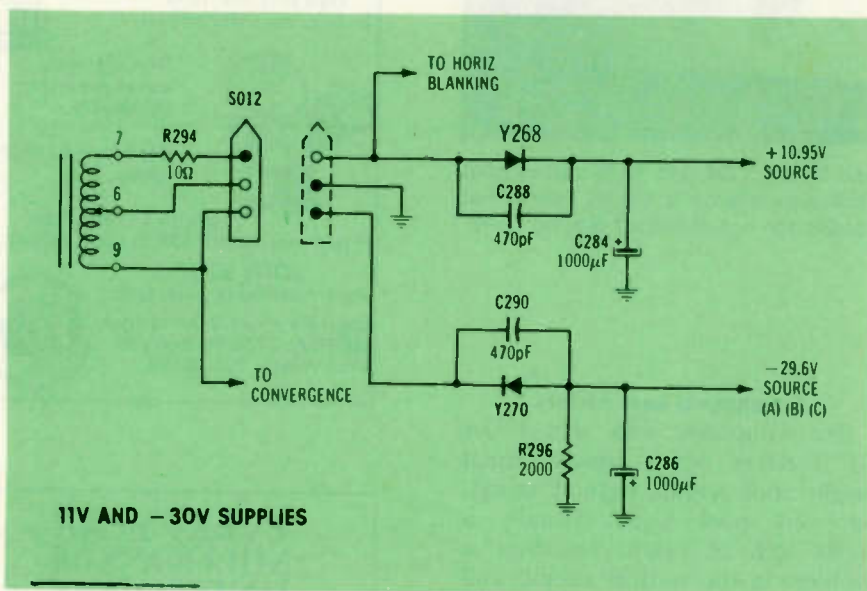 TO HORIZ
BLANKING
S012
7
R294
10Ω
6
9
Y268
+10.95V
SOURCE
C288
470pF
C284
+
1000μF
C290
470pF
TO
CONVERGENCE
Y270
−29.6V
SOURCE
(A) (B) (C)
R296
2000
C286
1000μF
+
11V AND −30V SUPPLIES